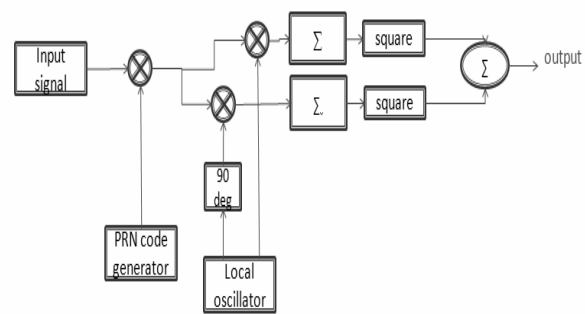 Input
signal
∑
square
∑
output
∑.
square
90
deg
PRN code
generator
Local
oscillator